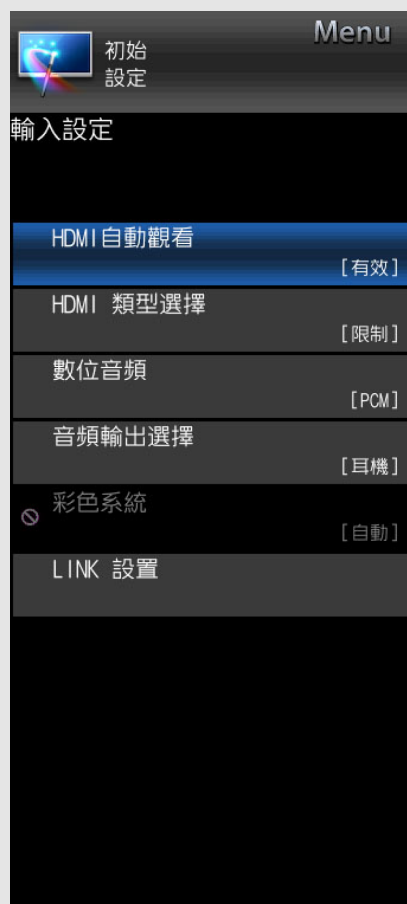 Menu
初始
設定
輸入設定
HDMI自動觀看
[有效]
HDMI 類型選擇
[限制]
數位音頻
[PCM]
音頻輸出選擇
[耳機]
彩色系統
[自動]
LINK 設置